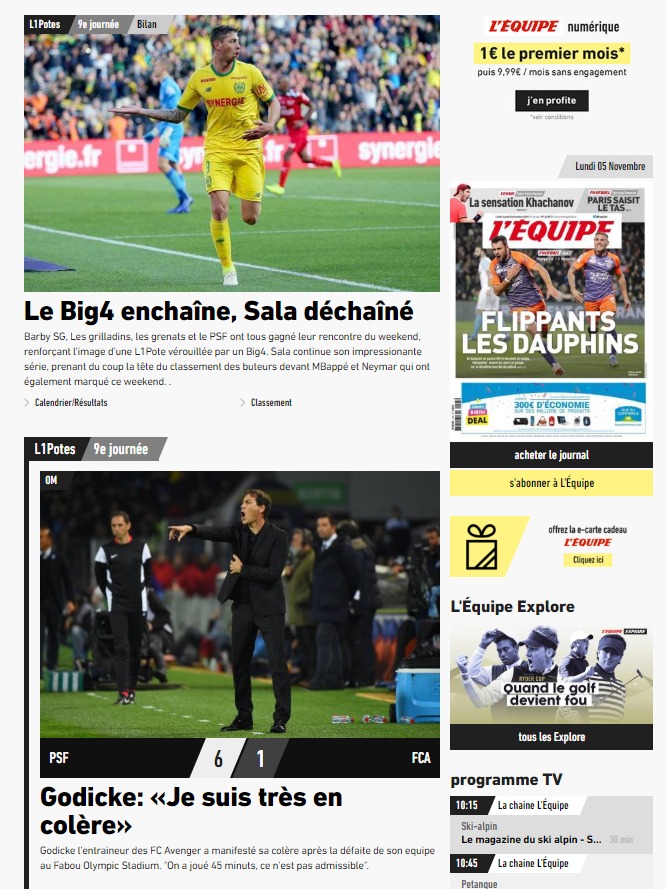 L1Potes 9e journée Bilan
synergie.fr
SYNERGIE
Le Big4 enchaîne, Sala déchaîné
Barby SG, Les grilladins, les grenats et le PSF ont tous gagné leur rencontre du weekend,
renforçant l'image d'une L1Pote vérouillée par un Big4. Sala continue son impressionante
série, prenant du coup la tête du classement des buteurs devant MBappé et Neymar qui ont
également marqué ce weekend. .
Calendrier/Résultats
Classement
L1Potes 9e journée
OM
PSF 6 1 FCA
Godicke: «Je suis très en
colère»
Godicke l'entraineur des FC Avenger a manifesté sa colère après la défaite de son equipe
au Fabou Olympic Stadium. "On a joué 45 minuts, ce n'est pas admissible".
L'ÉQUIPE numérique
1€ le premier mois*
puis 9,99€ / mois sans engagement
j'en profite
*voir conditions
Lundi 05 Novembre
La sensation Khachanov
PARIS SAISIT
LE TAS
L'ÉQUIPE
FLIPPANTS
LES DAUPHINS
DEAL
300€ D'ÉCONOMIE
SUR DES MILLIERS DE PRODUITS
acheter le journal
s'abonner à L'Équipe
offrez la e-carte cadeau
L'ÉQUIPE
Cliquez ici
L'Équipe Explore
L'ÉQUIPE EXPLORE
RYDER CUP
Quand le golf
devient fou
tous les Explore
programme TV
10:15 La chaine L'Équipe
Ski-alpin
Le magazine du ski alpin - S... 30 min
10:45 La chaine L'Équipe
Petanque